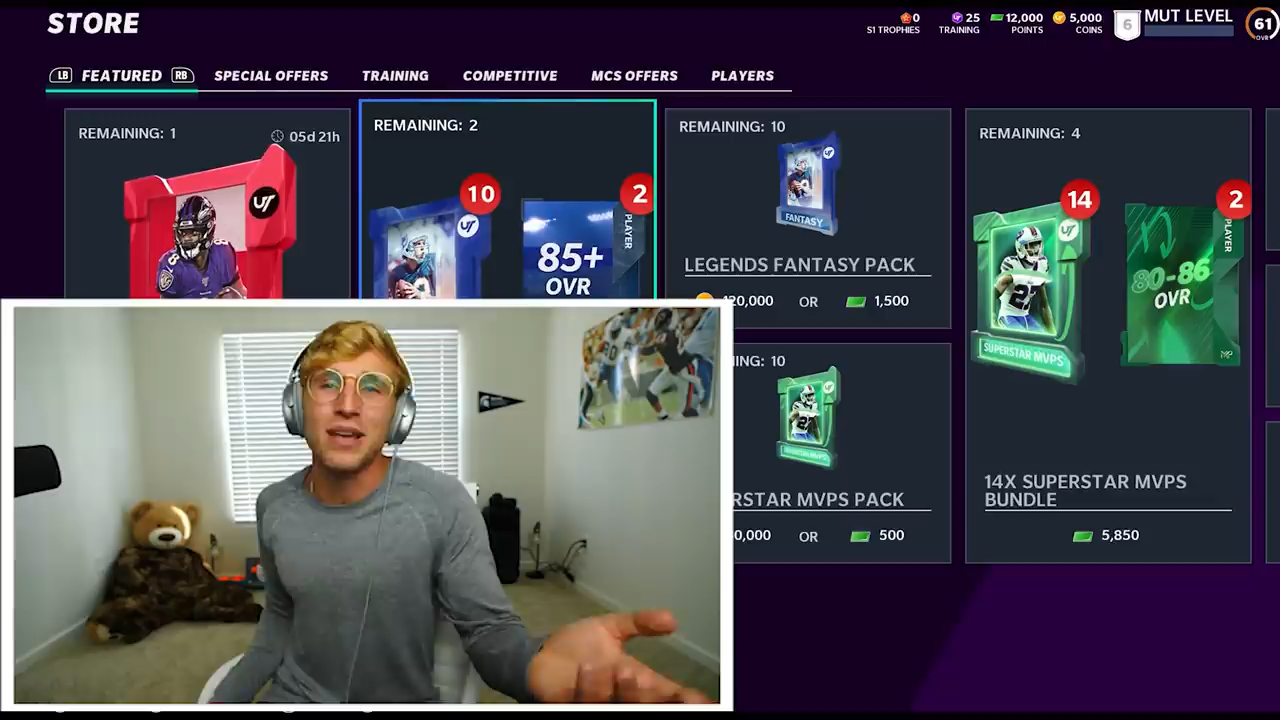 STORE
0
S1 TROPHIES
25
TRAINING
12,000
POINTS
5,000
COINS
6
MUT LEVEL
61
OVR
LB FEATURED RB
SPECIAL OFFERS
TRAINING
COMPETITIVE
MCS OFFERS
PLAYERS
REMAINING: 1
05d 21h
REMAINING: 2
10
2
PLAYER
85+
OVR
REMAINING: 10
FANTASY
LEGENDS FANTASY PACK
120,000 OR 1,500
NING: 10
RSTAR MVPS PACK
0,000 OR 500
REMAINING: 4
14
2
PLAYER
80-86
OVR
SUPERSTAR MVPS
14X SUPERSTAR MVPS
BUNDLE
5,850